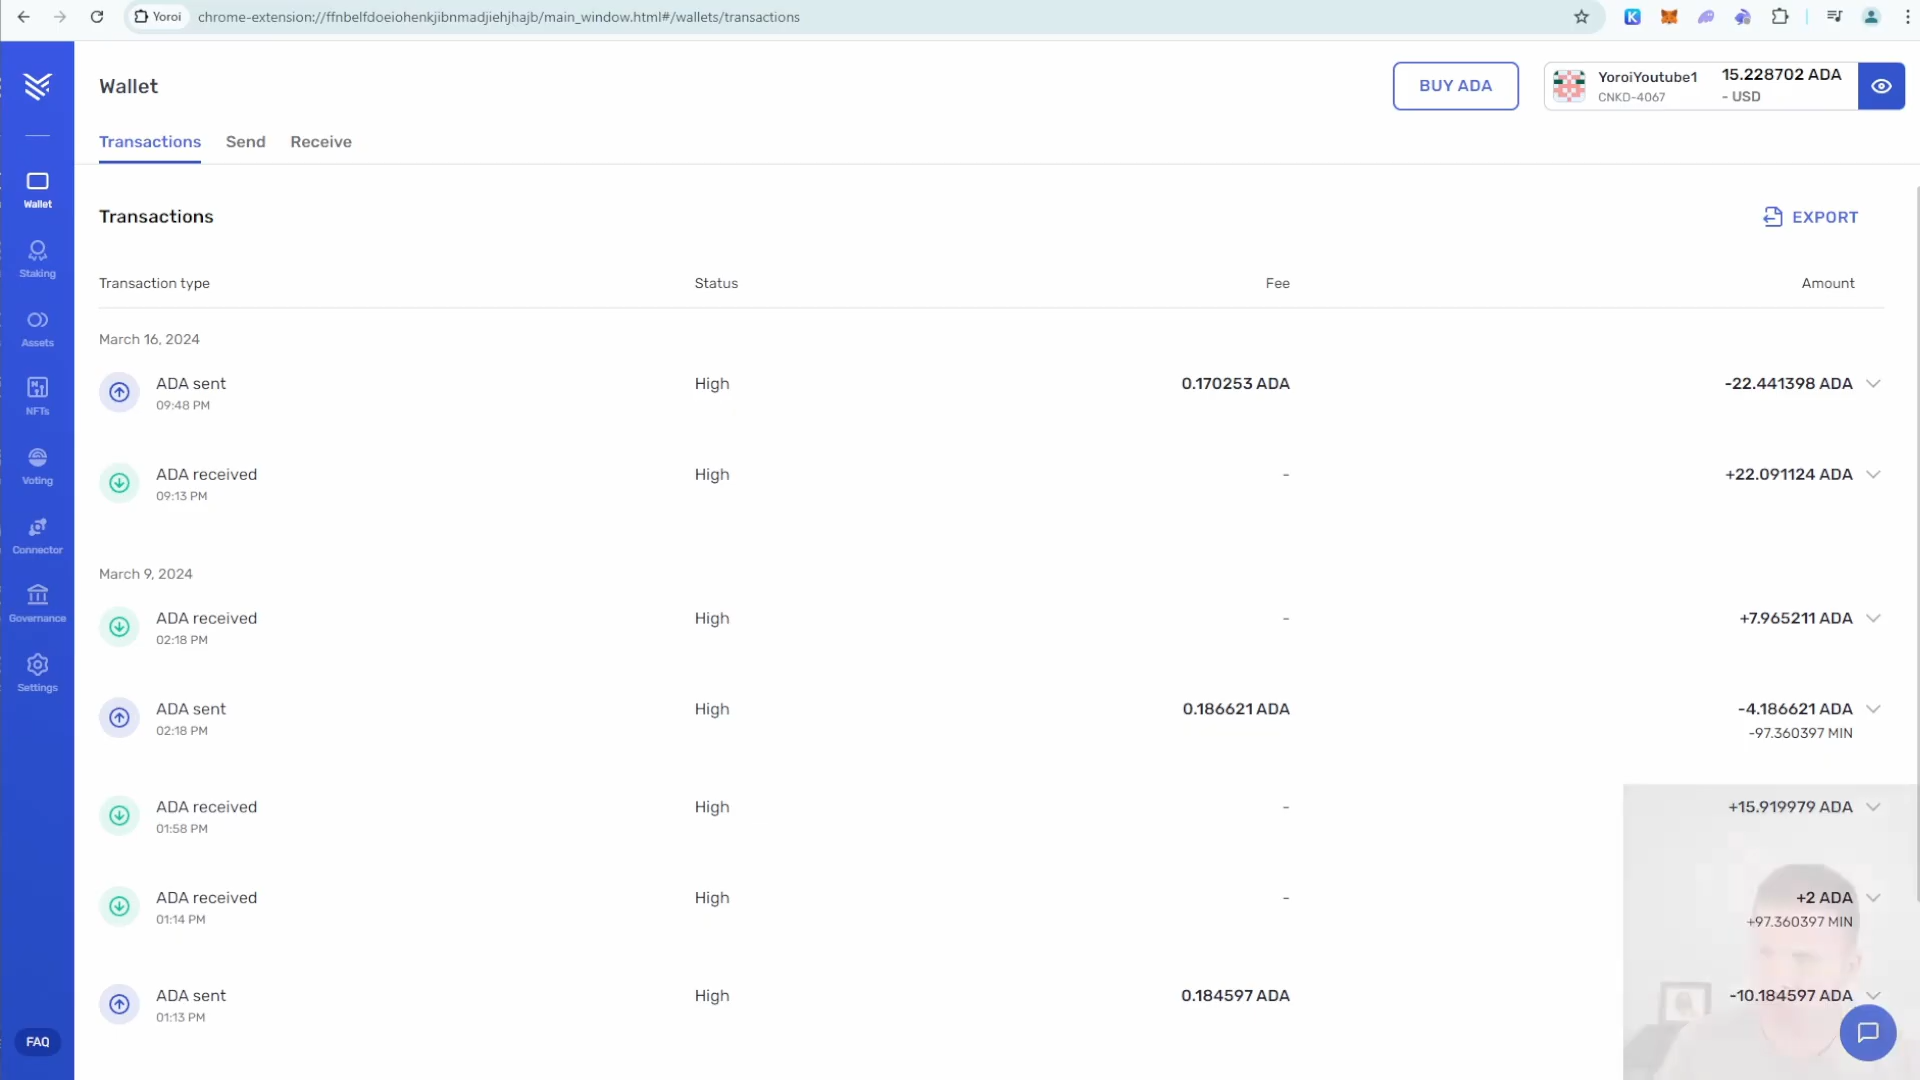 Yoroi
chrome-extension://ffnbelfdoeiohenkjibnmadjiehjhajb/main_window.html#/wallets/transactions
Wallet
BUY ADA
YoroiYoutube1
CNKD-4067
15.228702 ADA
- USD
Transactions Send Receive
Wallet
Staking
Assets
NFTs
Voting
Connector
Governance
Settings
FAQ
Transactions
EXPORT
Transaction type Status Fee Amount
March 16, 2024
ADA sent High 0.170253 ADA -22.441398 ADA
09:48 PM
ADA received High - +22.091124 ADA
09:13 PM
March 9, 2024
ADA received High - +7.965211 ADA
02:18 PM
ADA sent High 0.186621 ADA -4.186621 ADA
02:18 PM -97.360397 MIN
ADA received High - +15.919979 ADA
01:58 PM
ADA received High - +2 ADA
01:14 PM +97.360397 MIN
ADA sent High 0.184597 ADA -10.184597 ADA
01:13 PM